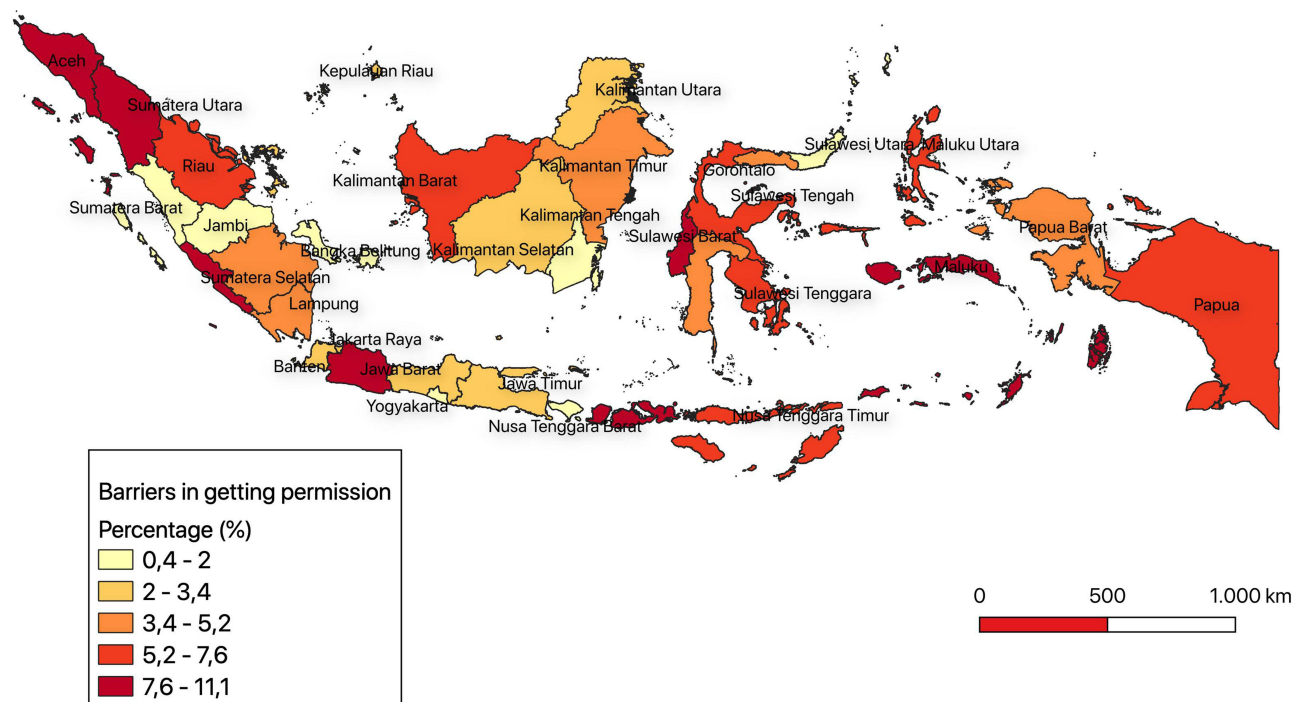 Aceh
Kepulauan Riau
Kalimantan Utara
Sumatera Utara
Sulawesi Utara
Maluku Utara
Riau
Kalimantan Timur
Gorontalo
Kalimantan Barat
Sulawesi Tengah
Sumatera Barat
Kalimantan Tengah
Jambi
Papua Barat
Sulawesi Barat
Bangka Belitung
Kalimantan Selatan
Maluku
Sumatera Selatan
Sulawesi Tenggara
Lampung
Papua
Jakarta Raya
Banten
Jawa Barat
Jawa Timur
Yogyakarta
Nusa Tenggara Timur
Nusa Tenggara Barat
Barriers in getting permission
Percentage (%)
0,4 - 2
2 - 3,4
3,4 - 5,2
5,2 - 7,6
7,6 - 11,1
0 500 1.000 km